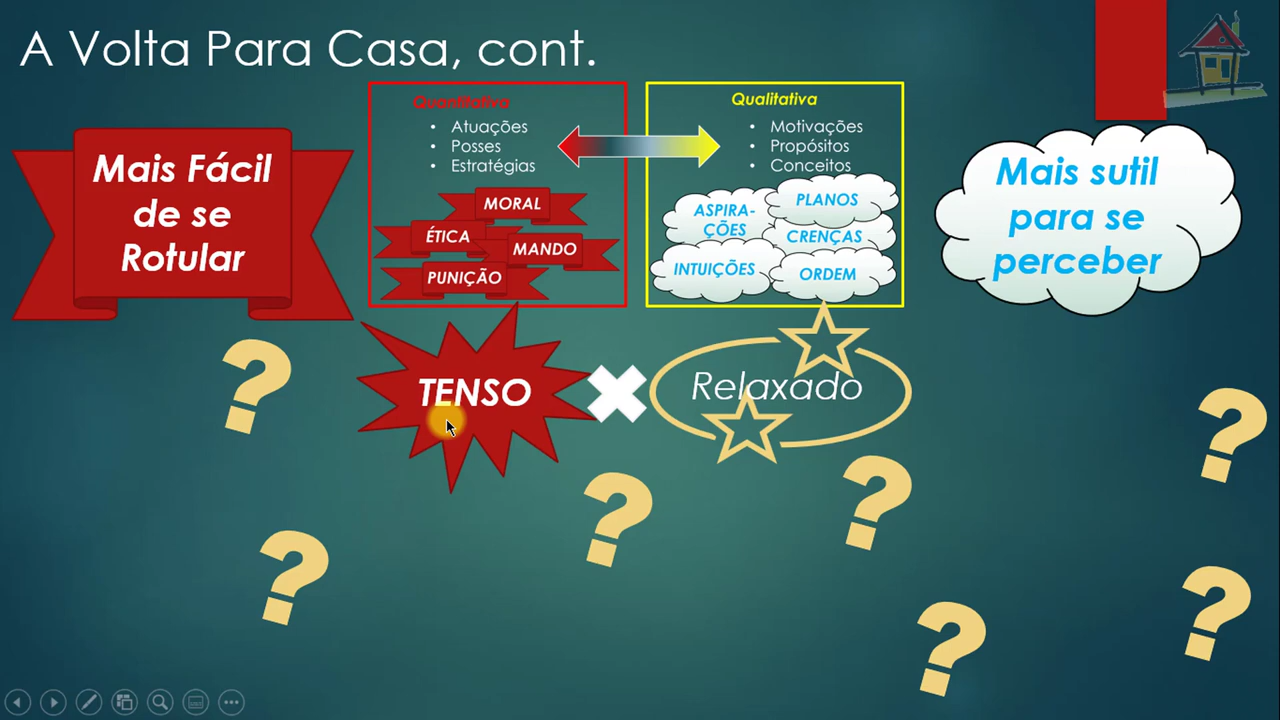 A Volta Para Casa, cont.
Mais Fácil
de se
Rotular
Quantitativa
• Atuações
• Posses
• Estratégias
MORAL
ÉTICA
MANDO
PUNIÇÃO
Qualitativa
• Motivações
• Propósitos
• Conceitos
ASPIRA-
ÇÕES
PLANOS
CRENÇAS
INTUIÇÕES
ORDEM
Mais sutil
para se
perceber
TENSO
Relaxado
?
?
?
?
?
?
?